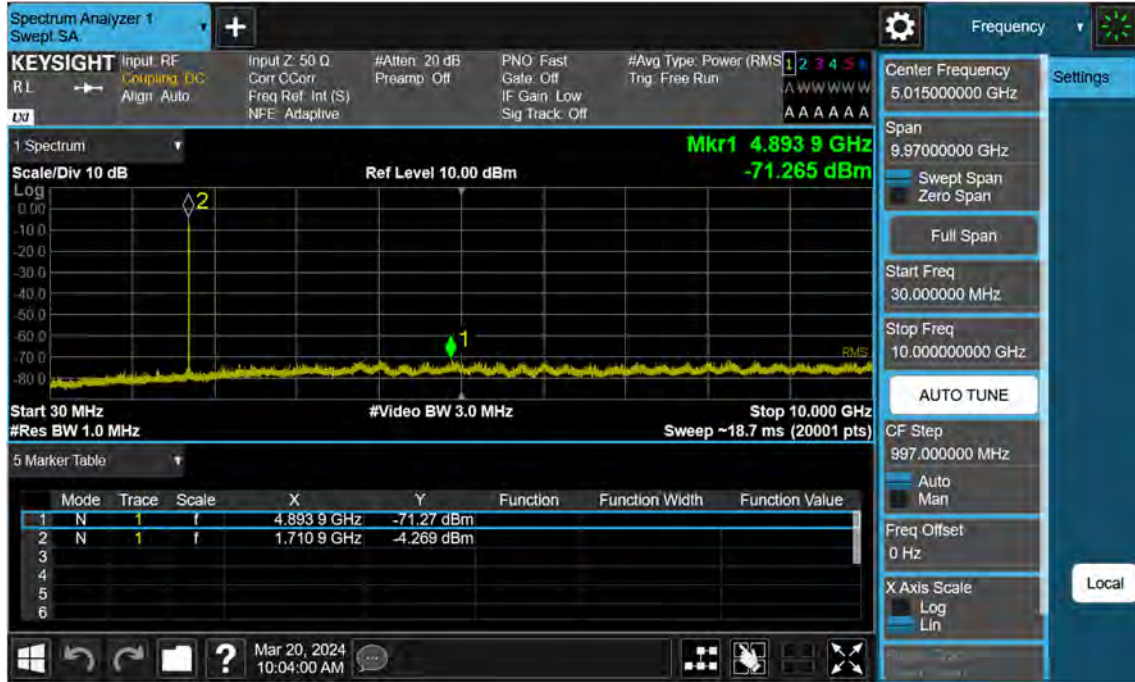 Spectrum Analyzer 1
Swept SA
+
Frequency
KEYSIGHT
RL
LXI
Input: RF
Coupling: DC
Align: Auto
Input Z: 50 Ω
Corr CCorr
Freq Ref: Int (S)
NFE: Adaptive
#Atten: 20 dB
Preamp: Off
PNO: Fast
Gate: Off
IF Gain: Low
Sig Track: Off
#Avg Type: Power (RMS
Trig: Free Run
1 2 3 4 5 6
A W W W W W
A A A A A A
1 Spectrum
Mkr1 4.893 9 GHz
-71.265 dBm
Scale/Div 10 dB
Ref Level 10.00 dBm
Log
0.00
-10.0
-20.0
-30.0
-40.0
-50.0
-60.0
-70.0
-80.0
2
1
RMS
Start 30 MHz
#Video BW 3.0 MHz
Stop 10.000 GHz
#Res BW 1.0 MHz
Sweep ~18.7 ms (20001 pts)
5 Marker Table
Mode Trace Scale X Y Function Function Width Function Value
1 N 1 f 4.893 9 GHz -71.27 dBm
2 N 1 f 1.710 9 GHz -4.269 dBm
3
4
5
6
?
Mar 20, 2024
10:04:00 AM
Center Frequency
5.015000000 GHz
Settings
Span
9.97000000 GHz
Swept Span
Zero Span
Full Span
Start Freq
30.000000 MHz
Stop Freq
10.000000000 GHz
AUTO TUNE
CF Step
997.000000 MHz
Auto
Man
Freq Offset
0 Hz
X Axis Scale
Log
Lin
Local